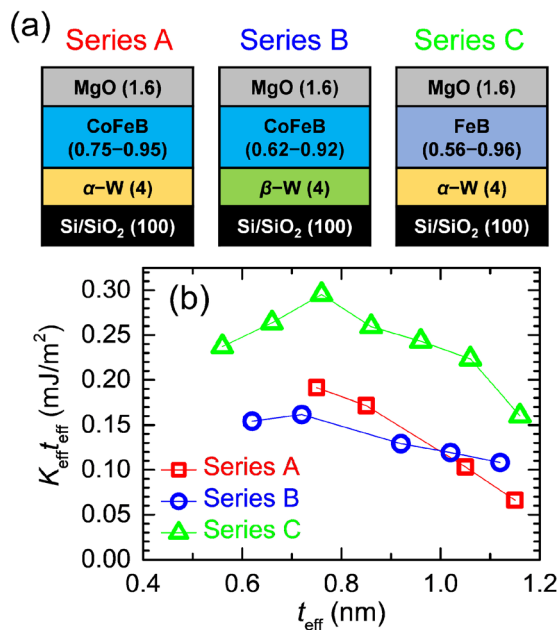 (a) Series A Series B Series C
MgO (1.6) MgO (1.6) MgO (1.6)
CoFeB CoFeB FeB
(0.75−0.95) (0.62−0.92) (0.56−0.96)
α−W (4) β−W (4) α−W (4)
Si/SiO₂ (100) Si/SiO₂ (100) Si/SiO₂ (100)
(b)
K_eff t_eff (mJ/m²)
0.30
0.25
0.20
0.15
0.10
0.05
0.00
Series A
Series B
Series C
0.4 0.6 0.8 1.0 1.2
t_eff (nm)